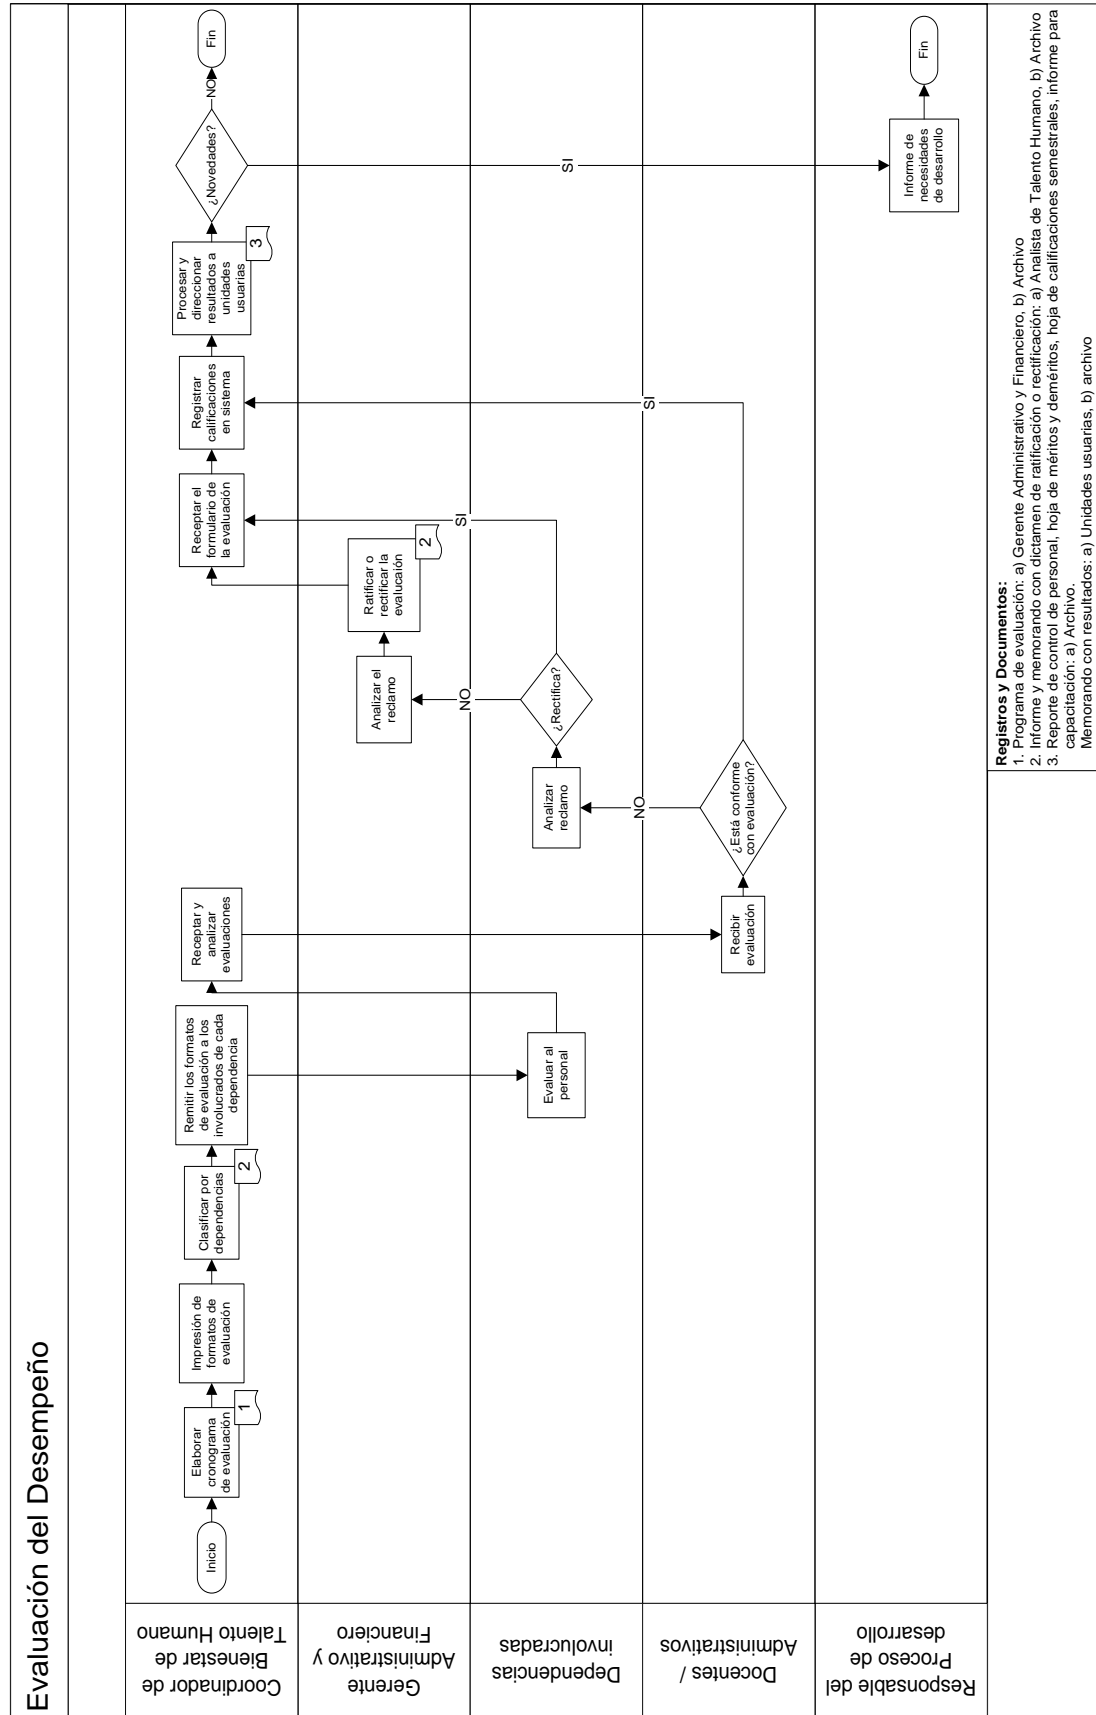 Evaluación del Desempeño
Coordinador de
Bienestar de
Talento Humano
Inicio
Elaborar
cronograma
de evaluación
1
Impresión de
formatos de
evaluación
Clasificar por
dependencias
2
Remitir los formatos
de evaluación a los
involucrados de cada
dependencia
Receptar y
analizar
evaluaciones
Receptar el
formulario de
la evaluación
Registrar
calificaciones
en sistema
Procesar y
direccionar
resultados a
unidades
usuarias
3
¿Novedades?
NO
Fin
Gerente
Administrativo y
Financiero
Analizar el
reclamo
Ratificar o
rectificar la
evalucaión
2
SI
Dependencias
involucradas
Evaluar al
personal
Analizar
reclamo
¿Rectifica?
NO
SI
Docentes /
Administrativos
Recibir
evaluación
¿Está conforme
con evaluación?
NO
SI
Responsable del
Proceso de
desarrollo
Informe de
necesidades
de desarrollo
Fin
Registros y Documentos:
1. Programa de evaluación: a) Gerente Administrativo y Financiero, b) Archivo
2. Informe y memorando con dictamen de ratificación o rectificación: a) Analista de Talento Humano, b) Archivo
3. Reporte de control de personal, hoja de méritos y deméritos, hoja de calificaciones semestrales, informe para
capacitación: a) Archivo.
Memorando con resultados: a) Unidades usuarias, b) archivo